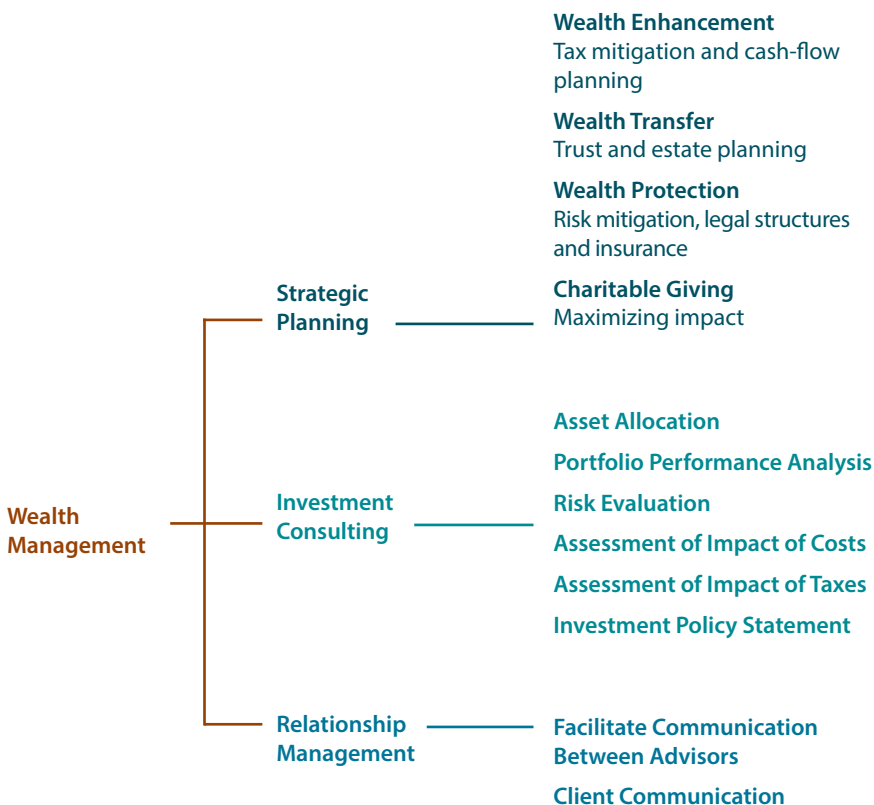 Wealth Enhancement
Tax mitigation and cash-flow
planning
Wealth Transfer
Trust and estate planning
Wealth Protection
Risk mitigation, legal structures
and insurance
Strategic
Planning
Charitable Giving
Maximizing impact
Asset Allocation
Portfolio Performance Analysis
Wealth
Management
Investment
Consulting
Risk Evaluation
Assessment of Impact of Costs
Assessment of Impact of Taxes
Investment Policy Statement
Relationship
Management
Facilitate Communication
Between Advisors
Client Communication